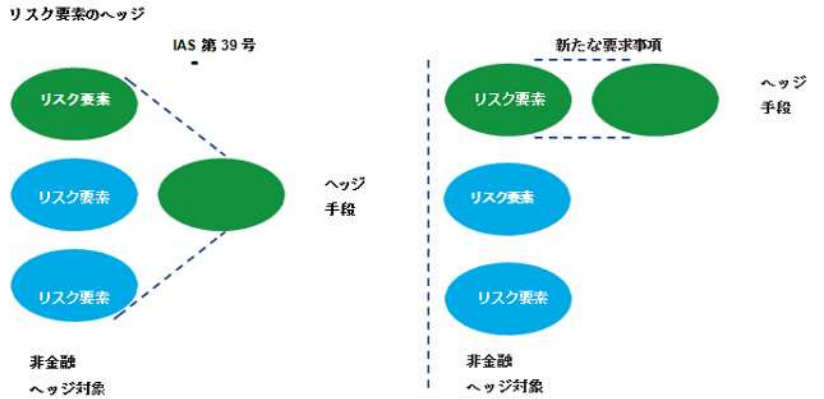 リスク要素のヘッジ
IAS 第 39 号
リスク要素
リスク要素
リスク要素
ヘッジ
手段
非金融
ヘッジ対象
新たな要求事項
リスク要素
リスク要素
リスク要素
ヘッジ
手段
非金融
ヘッジ対象